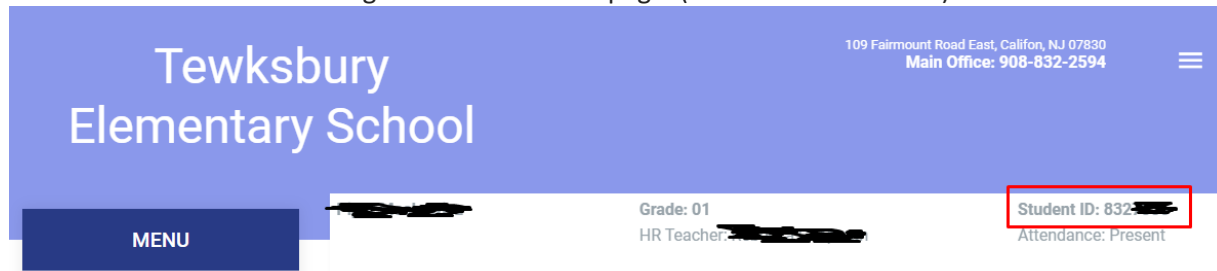 Tewksbury
Elementary School
109 Fairmount Road East, Califon, NJ 07830
Main Office: 908-832-2594
MENU
Grade: 01
HR Teacher:
Student ID: 832
Attendance: Present